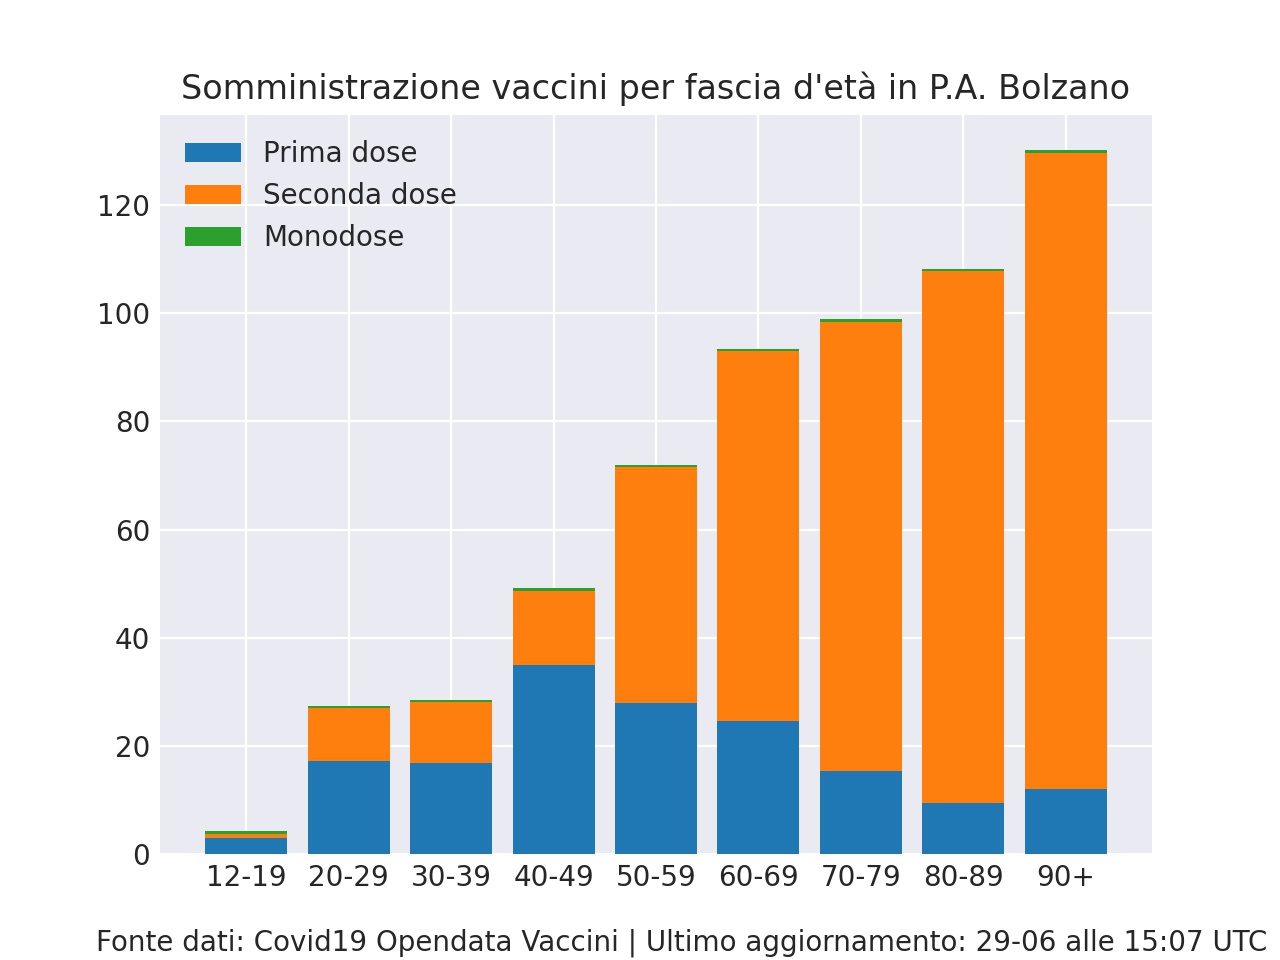 Somministrazione vaccini per fascia d'età in P.A. Bolzano
Prima dose
Seconda dose
Monodose
120
100
80
60
40
20
0
12-19 20-29 30-39 40-49 50-59 60-69 70-79 80-89 90+
Fonte dati: Covid19 Opendata Vaccini | Ultimo aggiornamento: 29-06 alle 15:07 UTC